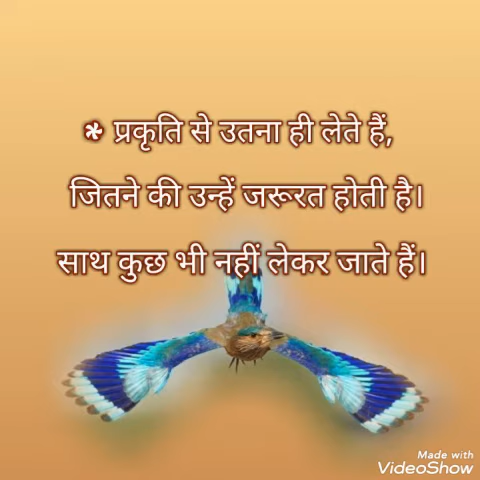 * प्रकृति से उतना ही लेते हैं,
जितने की उन्हें जरूरत होती है।
साथ कुछ भी नहीं लेकर जाते हैं।
Made with
VideoShow